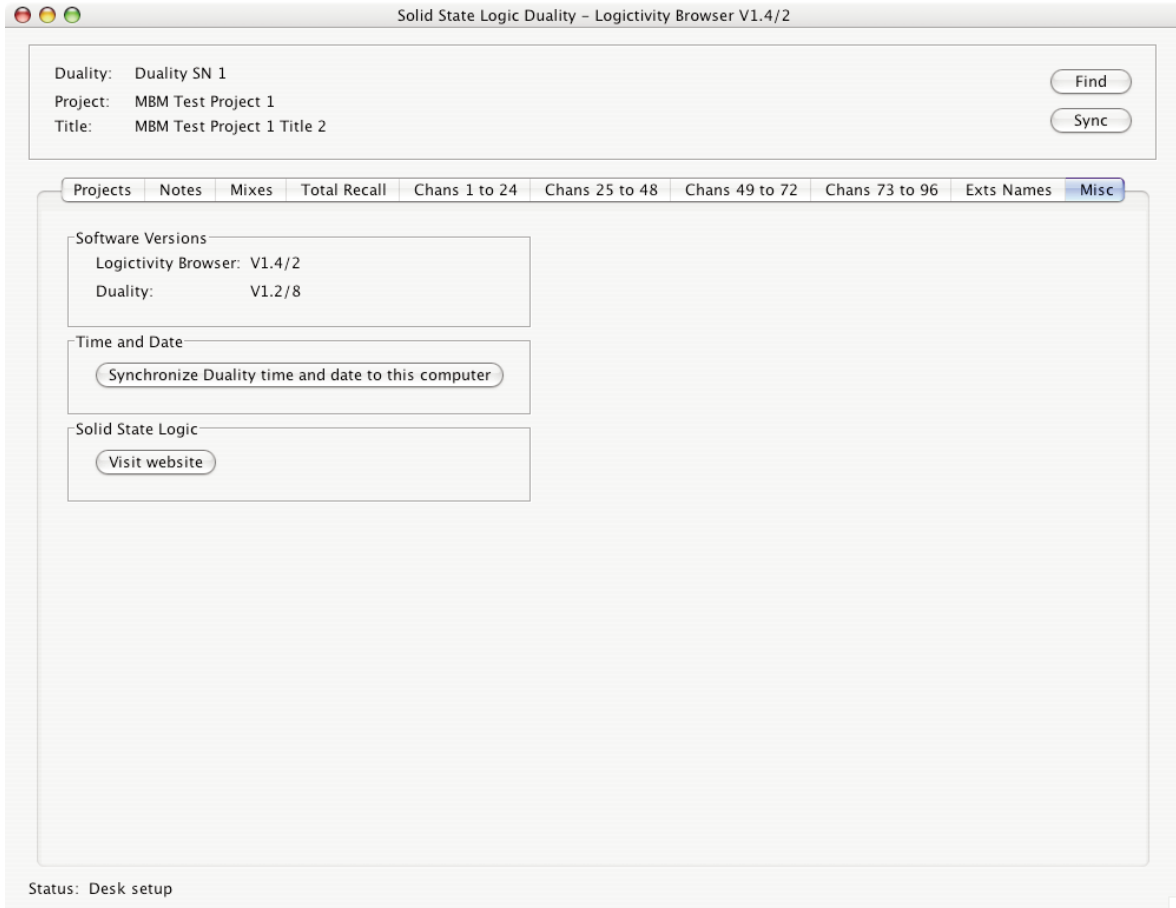 Solid State Logic Duality – Logictivity Browser V1.4/2
Duality: Duality SN 1
Find
Project: MBM Test Project 1
Sync
Title: MBM Test Project 1 Title 2
Projects Notes Mixes Total Recall Chans 1 to 24 Chans 25 to 48 Chans 49 to 72 Chans 73 to 96 Exts Names Misc
Software Versions
Logictivity Browser: V1.4/2
Duality: V1.2/8
Time and Date
Synchronize Duality time and date to this computer
Solid State Logic
Visit website
Status: Desk setup